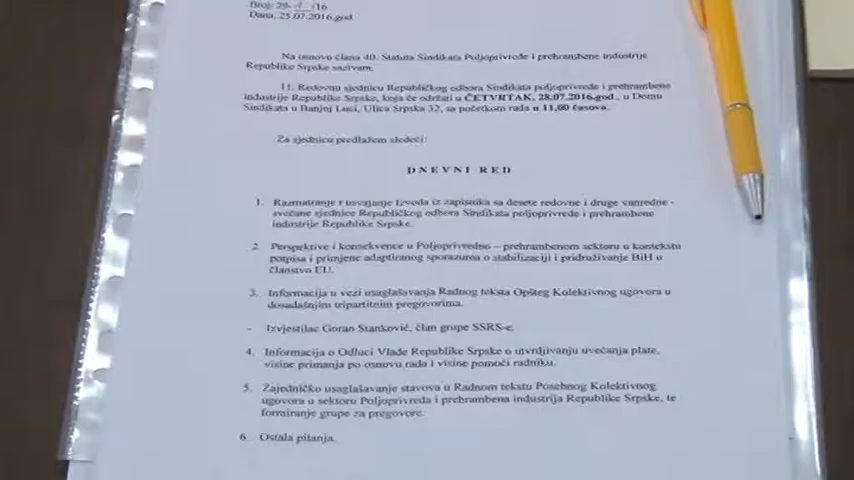 Broj: 29- /16
Dana, 25.07.2016.god
Na osnovu člana 40. Statuta Sindikata Poljoprivrede i prehrambene industrije
Republike Srpske sazivam,
11. Redovnu sjednicu Republičkog odbora Sindikata poljoprivrede i prehrambene
industrije Republike Srpske, koja će održati u ČETVRTAK, 28.07.2016.god., u Domu
Sindikata u Banjoj Luci, Ulica Srpska 32, sa početkom rada u 11,00 časova.
Za sjednicu predlažem sledeći:
DNEVNI RED
1. Razmatranje i usvajanje Izvoda iz zapisnika sa desete redovne i druge vanredne -
svečane sjednice Republičkog odbora Sindikata poljoprivrede i prehrambene
industrije Republike Srpske.
2. Perspektive i konsekvence u Poljoprivredno – prehrambenom sektoru u kontekstu
potpisa i primjene adaptiranog sporazuma o stabilizaciji i pridruživanje BiH u
članstvo EU.
3. Informacija u vezi usaglašavanja Radnog teksta Opšteg Kolektivnog ugovora u
dosadašnjim tripartitnim pregovorima.
- Izvjestilac Goran Stanković, član grupe SSRS-e.
4. Informacija o Odluci Vlade Republike Srpske o utvrdjivanju uvećanja plate,
visine primanja po osnovu rada i visine pomoći radniku.
5. Zajedničko usaglašavanje stavova u Radnom tekstu Posebnog Kolektivnog
ugovora u sektoru Poljoprivreda i prehrambena industrija Republike Srpske, te
formiranje grupe za pregovore.
6. Ostala pitanja.